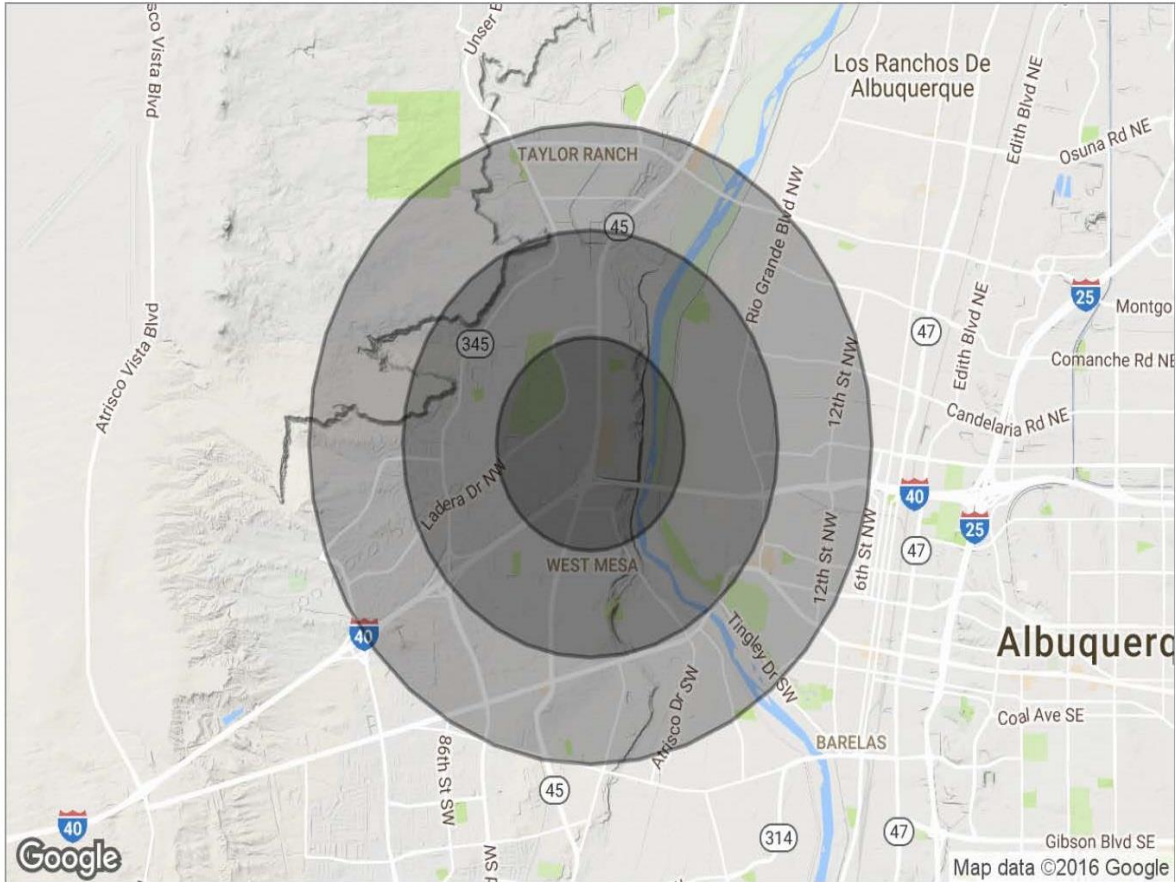 sco Vista Blvd
Unser B
Los Ranchos De
Albuquerque
Edith Blvd NE
Osuna Rd NE
TAYLOR RANCH
45
Rio Grande Blvd NW
25
Montgo
Atrisco Vista Blvd
345
47
Edith Blvd NE
Comanche Rd NE
12th St NW
Candelaria Rd NE
Ladera Dr NW
40
25
47
WEST MESA
12th St NW
6th St NW
40
Tingley Dr SW
Albuquerq
Atrisco Dr SW
Coal Ave SE
BARELAS
86th St SW
45
40
314
47
Gibson Blvd SE
Google
Map data ©2016 Google